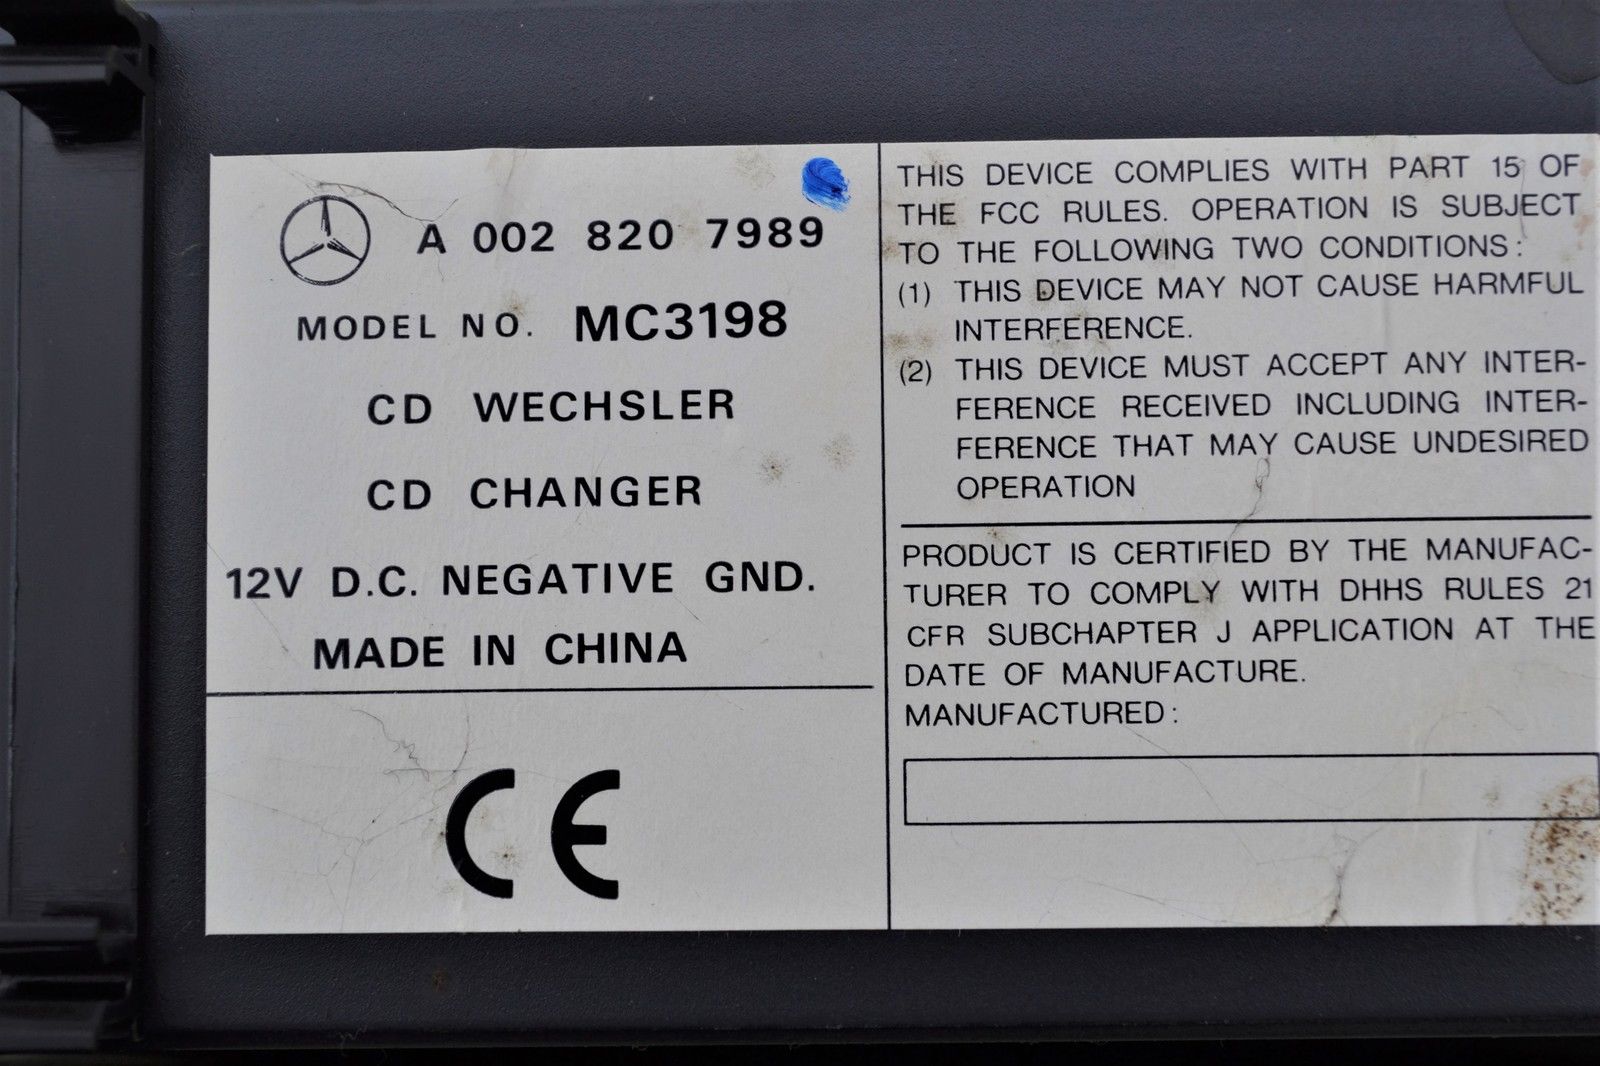 A 002 820 7989
MODEL NO. MC3198
CD WECHSLER
CD CHANGER
12V D.C. NEGATIVE GND.
MADE IN CHINA
CE
THIS DEVICE COMPLIES WITH PART 15 OF
THE FCC RULES. OPERATION IS SUBJECT
TO THE FOLLOWING TWO CONDITIONS:
(1) THIS DEVICE MAY NOT CAUSE HARMFUL
INTERFERENCE.
(2) THIS DEVICE MUST ACCEPT ANY INTER-
FERENCE RECEIVED INCLUDING INTER-
FERENCE THAT MAY CAUSE UNDESIRED
OPERATION
PRODUCT IS CERTIFIED BY THE MANUFAC-
TURER TO COMPLY WITH DHHS RULES 21
CFR SUBCHAPTER J APPLICATION AT THE
DATE OF MANUFACTURE.
MANUFACTURED: